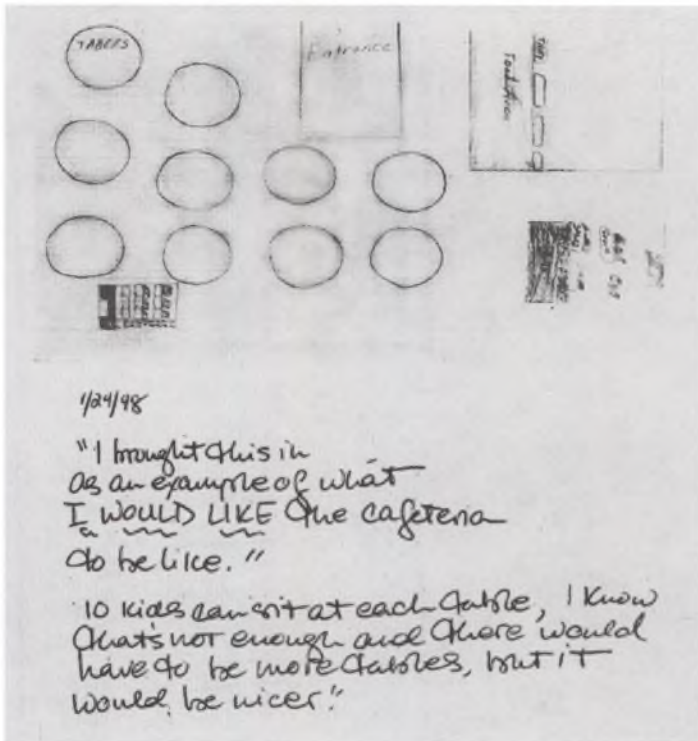 TABLES
Entrance
Food Area
1/24/98
"I brought this in
as an example of what
I WOULD LIKE the cafeteria
to be like."
10 kids can sit at each table, I know
that's not enough and there would
have to be more tables, but it
would be nicer."